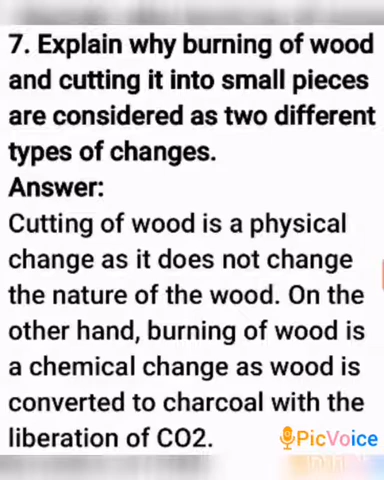 7. Explain why burning of wood
and cutting it into small pieces
are considered as two different
types of changes.
Answer:
Cutting of wood is a physical
change as it does not change
the nature of the wood. On the
other hand, burning of wood is
a chemical change as wood is
converted to charcoal with the
liberation of CO2.
PicVoice